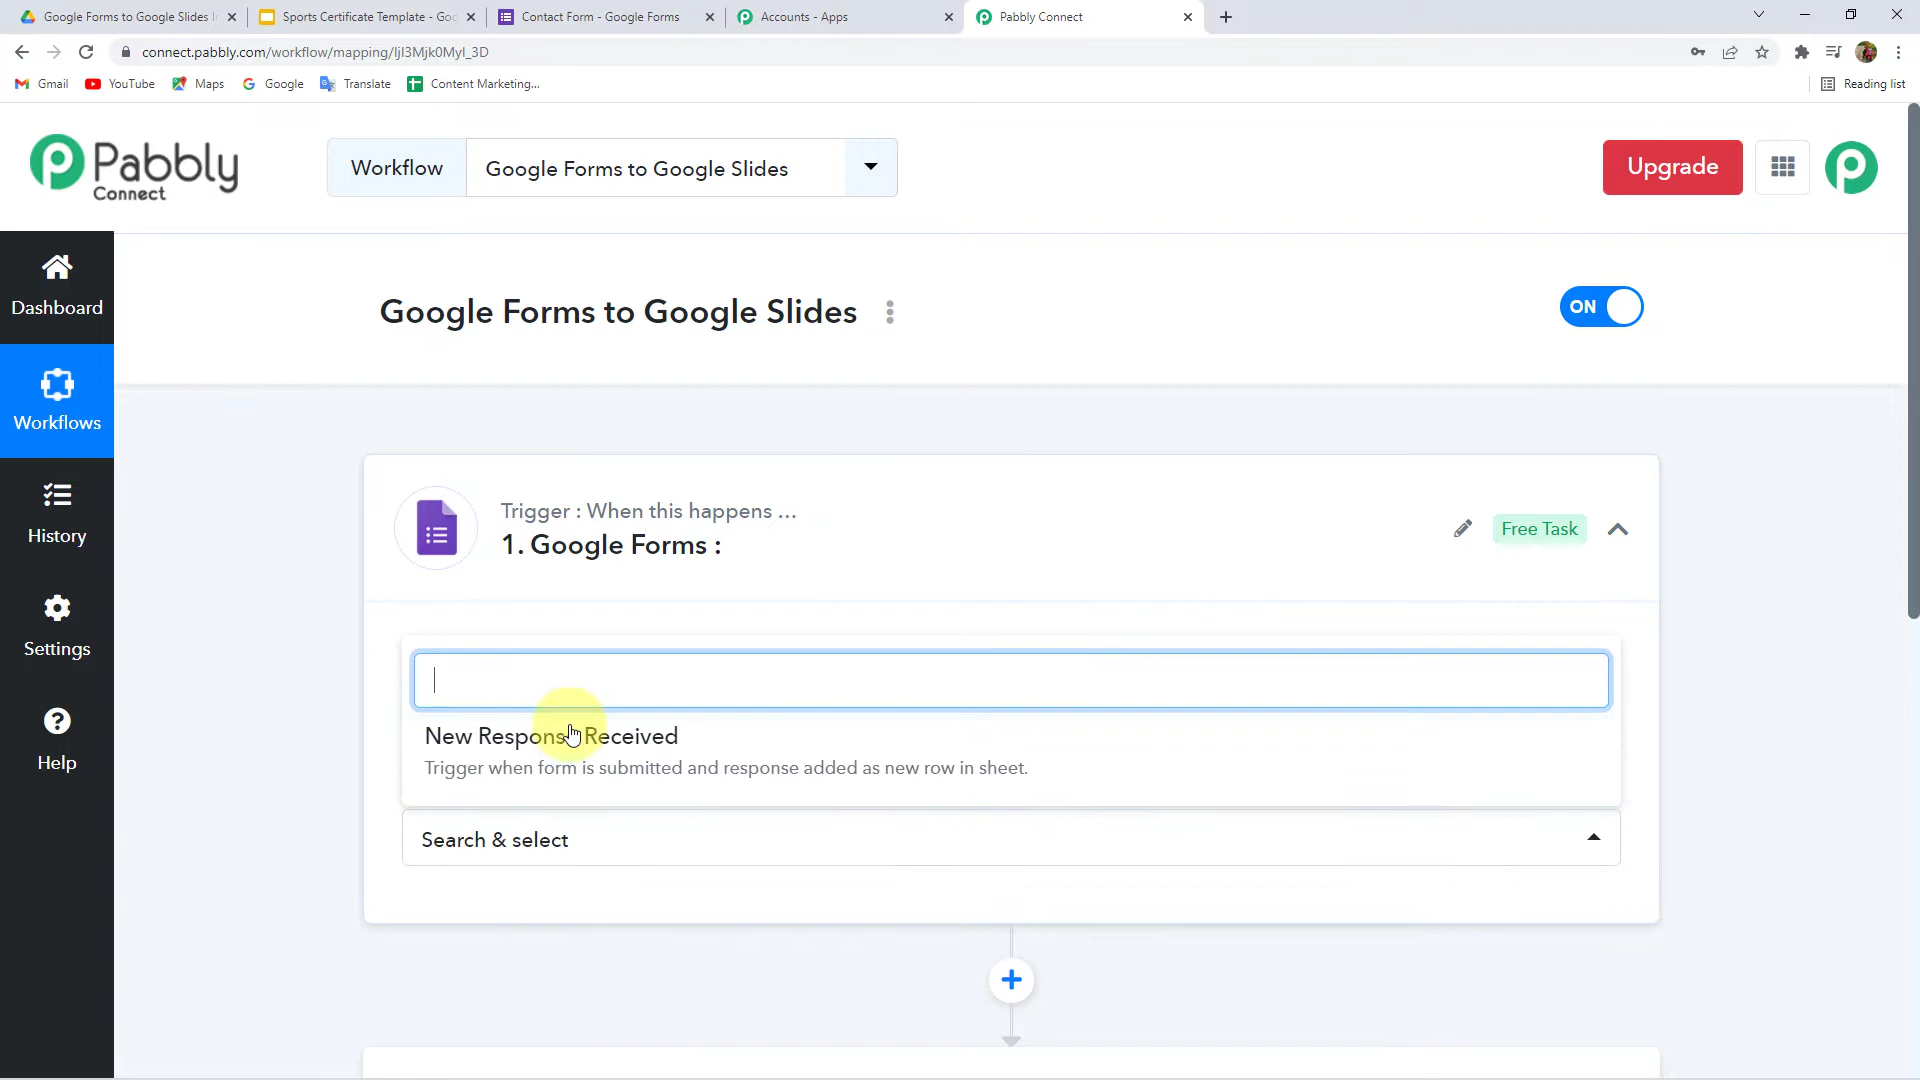 Google Forms to Google Slides I
Sports Certificate Template - Goo
Contact Form - Google Forms
Accounts - Apps
Pabbly Connect
connect.pabbly.com/workflow/mapping/IjI3Mjk0MyI_3D
Gmail
YouTube
Maps
Google
Translate
Content Marketing...
Reading list
Pabbly
Connect
Workflow
Google Forms to Google Slides
Upgrade
Dashboard
Workflows
History
Settings
Help
Google Forms to Google Slides
ON
Trigger : When this happens ...
1. Google Forms :
Free Task
New Response Received
Trigger when form is submitted and response added as new row in sheet.
Search & select